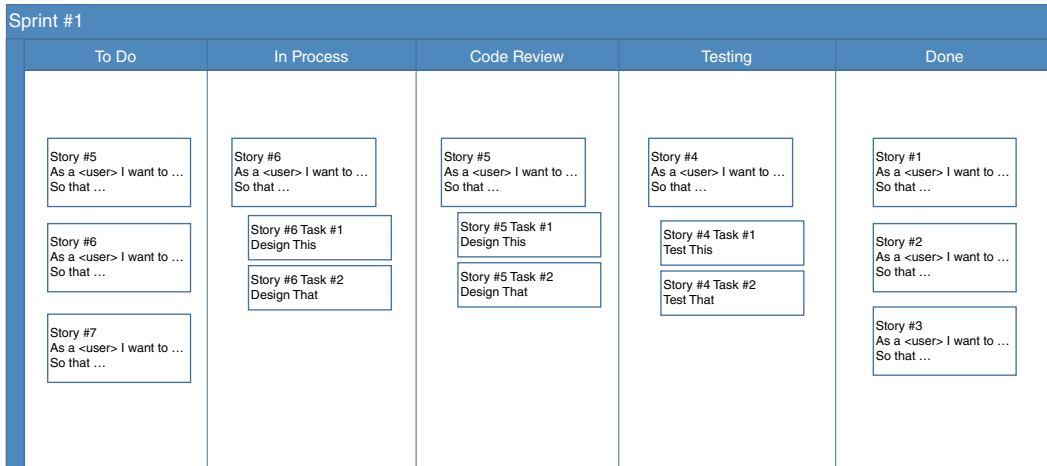 Sprint #1
To Do
In Process
Code Review
Testing
Done
Story #5
As a <user> I want to …
So that …
Story #6
As a <user> I want to …
So that …
Story #7
As a <user> I want to …
So that …
Story #6
As a <user> I want to …
So that …
Story #6 Task #1
Design This
Story #6 Task #2
Design That
Story #5
As a <user> I want to …
So that …
Story #5 Task #1
Design This
Story #5 Task #2
Design That
Story #4
As a <user> I want to …
So that …
Story #4 Task #1
Test This
Story #4 Task #2
Test That
Story #1
As a <user> I want to …
So that …
Story #2
As a <user> I want to …
So that …
Story #3
As a <user> I want to …
So that …